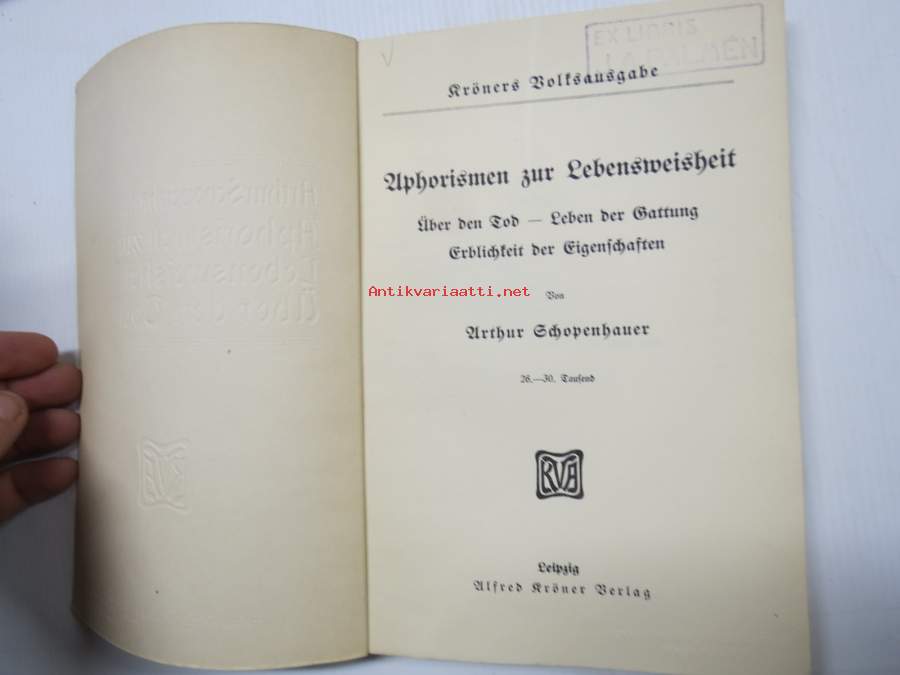 EX LIBRIS
Kröners Volksausgabe
Aphorismen zur Lebensweisheit
Über den Tod — Leben der Gattung
Erblichkeit der Eigenschaften
Antikvariaatti.net
Von
Arthur Schopenhauer
26.—30. Tausend
Leipzig
Alfred Kröner Verlag